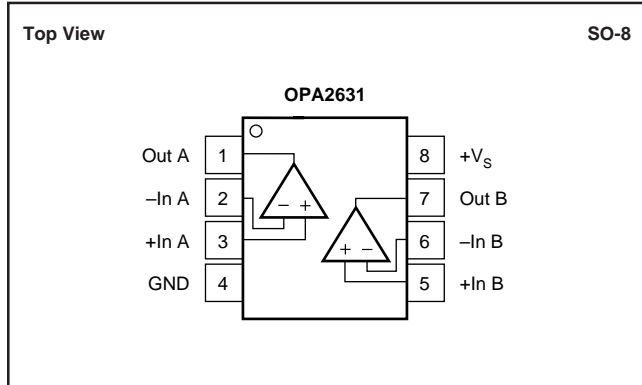 Top View SO-8
OPA2631
Out A 1 8 +VS
–In A 2 7 Out B
– +
+In A 3 6 –In B
+ –
GND 4 5 +In B